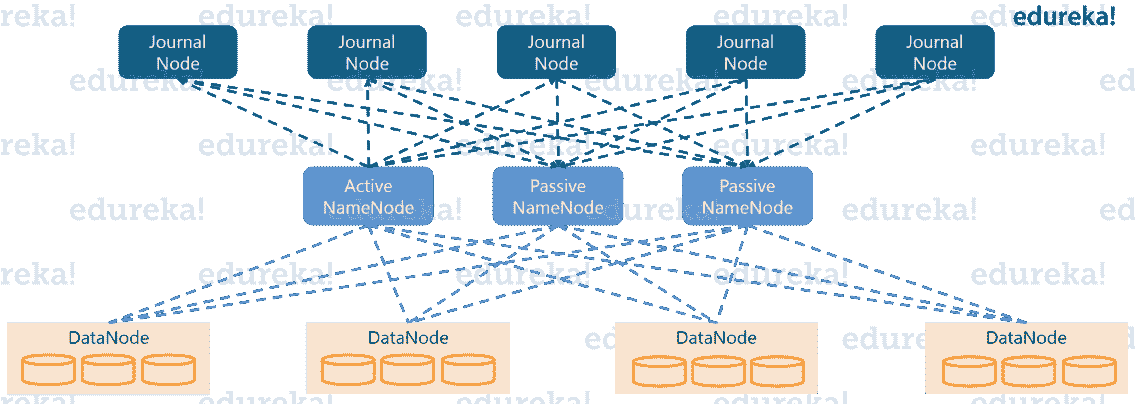 edureka!
Journal
Node
Journal
Node
Journal
Node
Journal
Node
Journal
Node
Active
NameNode
Passive
NameNode
Passive
NameNode
DataNode
DataNode
DataNode
DataNode